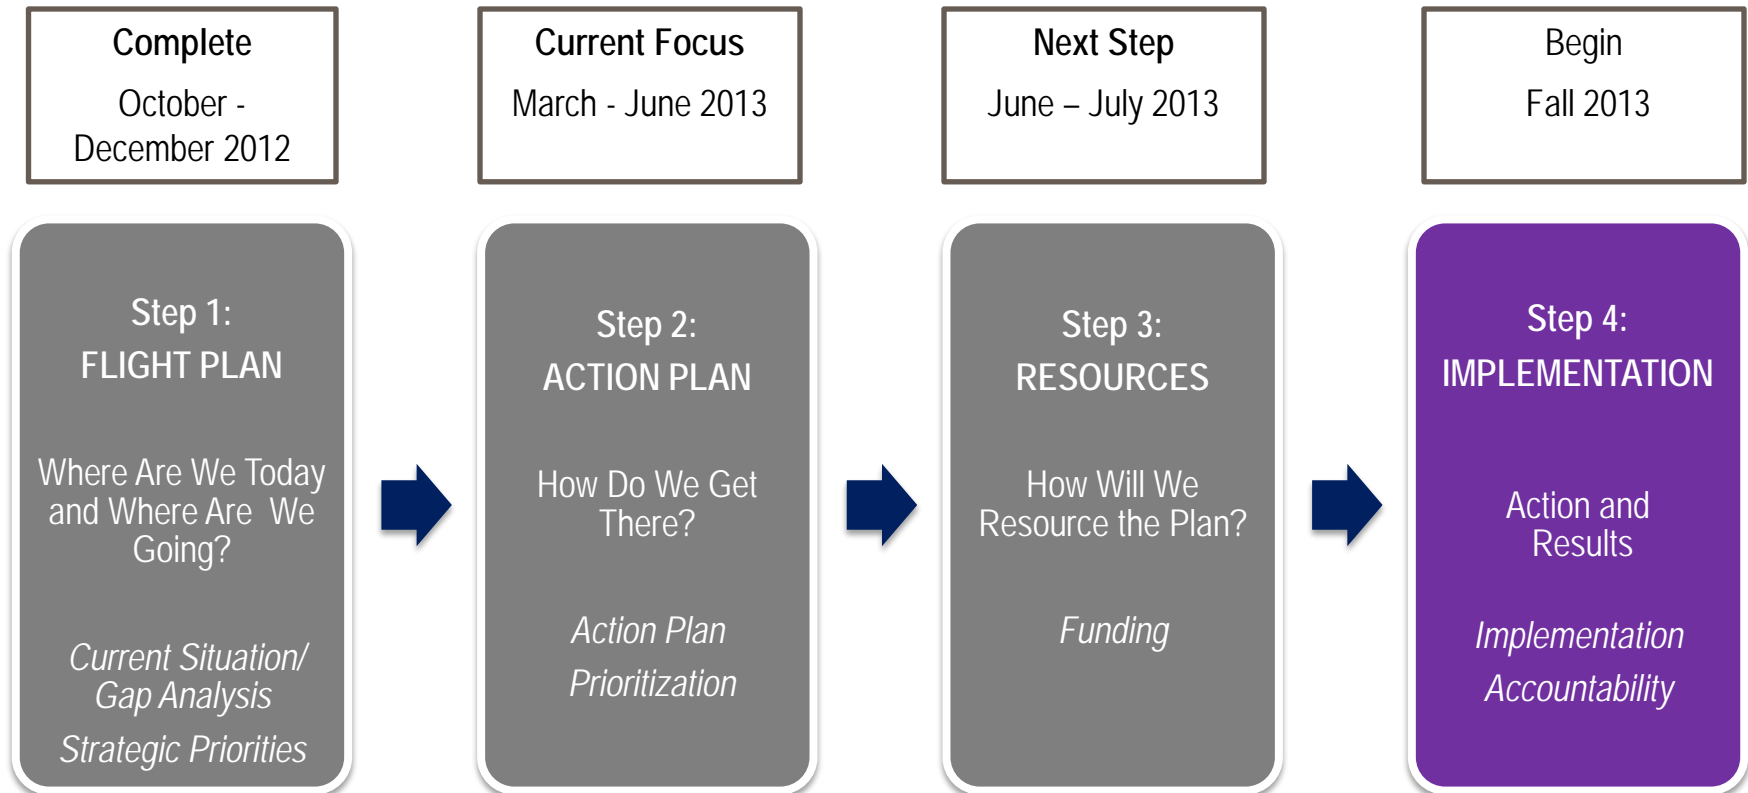 Complete
October -
December 2012
Current Focus
March - June 2013
Next Step
June – July 2013
Begin
Fall 2013
Step 1:
FLIGHT PLAN
Where Are We Today
and Where Are We
Going?
Current Situation/
Gap Analysis
Strategic Priorities
Step 2:
ACTION PLAN
How Do We Get
There?
Action Plan
Prioritization
Step 3:
RESOURCES
How Will We
Resource the Plan?
Funding
Step 4:
IMPLEMENTATION
Action and
Results
Implementation
Accountability